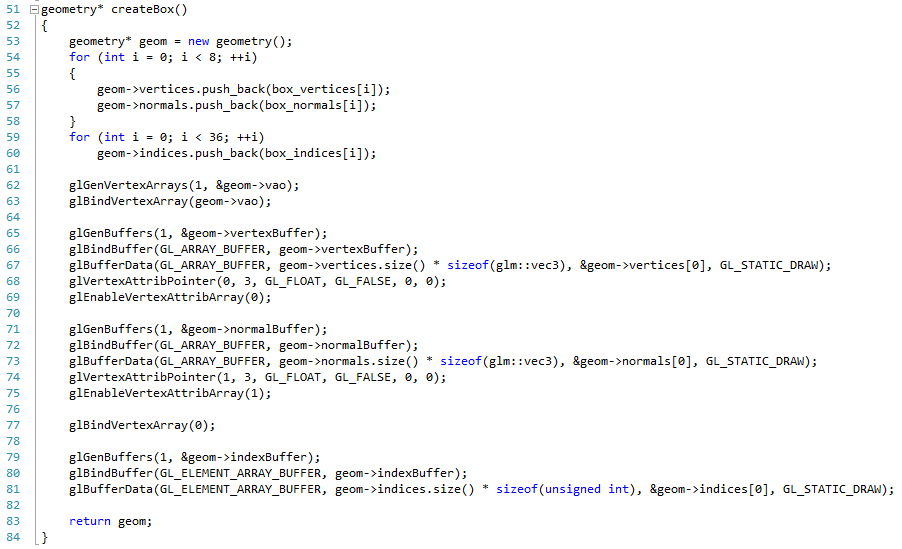 51 geometry* createBox()
52 {
53     geometry* geom = new geometry();
54     for (int i = 0; i < 8; ++i)
55     {
56         geom->vertices.push_back(box_vertices[i]);
57         geom->normals.push_back(box_normals[i]);
58     }
59     for (int i = 0; i < 36; ++i)
60         geom->indices.push_back(box_indices[i]);
61
62     glGenVertexArrays(1, &geom->vao);
63     glBindVertexArray(geom->vao);
64
65     glGenBuffers(1, &geom->vertexBuffer);
66     glBindBuffer(GL_ARRAY_BUFFER, geom->vertexBuffer);
67     glBufferData(GL_ARRAY_BUFFER, geom->vertices.size() * sizeof(glm::vec3), &geom->vertices[0], GL_STATIC_DRAW);
68     glVertexAttribPointer(0, 3, GL_FLOAT, GL_FALSE, 0, 0);
69     glEnableVertexAttribArray(0);
70
71     glGenBuffers(1, &geom->normalBuffer);
72     glBindBuffer(GL_ARRAY_BUFFER, geom->normalBuffer);
73     glBufferData(GL_ARRAY_BUFFER, geom->normals.size() * sizeof(glm::vec3), &geom->normals[0], GL_STATIC_DRAW);
74     glVertexAttribPointer(1, 3, GL_FLOAT, GL_FALSE, 0, 0);
75     glEnableVertexAttribArray(1);
76
77     glBindVertexArray(0);
78
79     glGenBuffers(1, &geom->indexBuffer);
80     glBindBuffer(GL_ELEMENT_ARRAY_BUFFER, geom->indexBuffer);
81     glBufferData(GL_ELEMENT_ARRAY_BUFFER, geom->indices.size() * sizeof(unsigned int), &geom->indices[0], GL_STATIC_DRAW);
82
83     return geom;
84 }